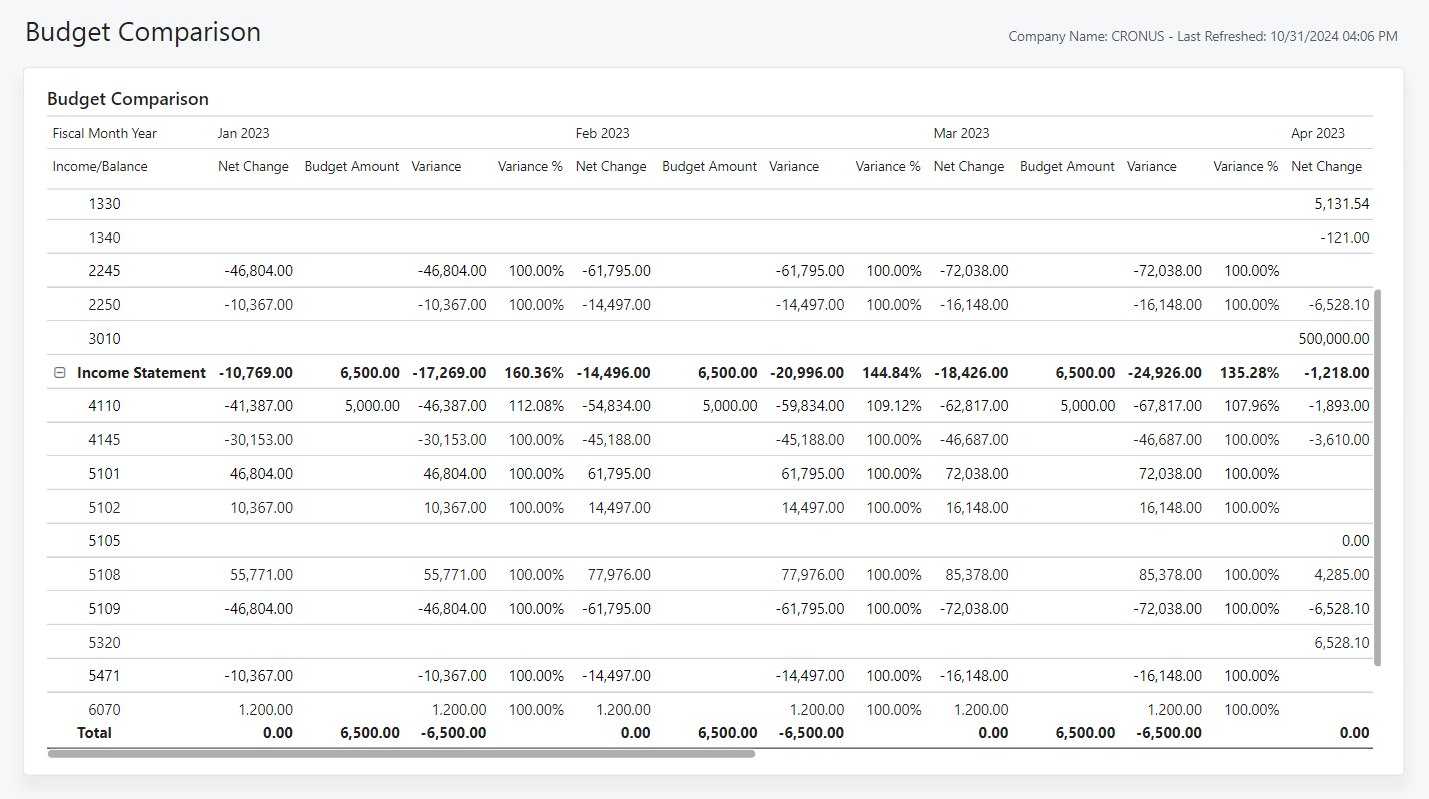 Budget Comparison
Company Name: CRONUS - Last Refreshed: 10/31/2024 04:06 PM
Budget Comparison
Fiscal Month Year Jan 2023 Feb 2023 Mar 2023 Apr 2023
Income/Balance Net Change Budget Amount Variance Variance % Net Change Budget Amount Variance Variance % Net Change Budget Amount Variance Variance % Net Change
1330 5,131.54
1340 -121.00
2245 -46,804.00 -46,804.00 100.00% -61,795.00 -61,795.00 100.00% -72,038.00 -72,038.00 100.00%
2250 -10,367.00 -10,367.00 100.00% -14,497.00 -14,497.00 100.00% -16,148.00 -16,148.00 100.00% -6,528.10
3010 500,000.00
Income Statement -10,769.00 6,500.00 -17,269.00 160.36% -14,496.00 6,500.00 -20,996.00 144.84% -18,426.00 6,500.00 -24,926.00 135.28% -1,218.00
4110 -41,387.00 5,000.00 -46,387.00 112.08% -54,834.00 5,000.00 -59,834.00 109.12% -62,817.00 5,000.00 -67,817.00 107.96% -1,893.00
4145 -30,153.00 -30,153.00 100.00% -45,188.00 -45,188.00 100.00% -46,687.00 -46,687.00 100.00% -3,610.00
5101 46,804.00 46,804.00 100.00% 61,795.00 61,795.00 100.00% 72,038.00 72,038.00 100.00%
5102 10,367.00 10,367.00 100.00% 14,497.00 14,497.00 100.00% 16,148.00 16,148.00 100.00%
5105 0.00
5108 55,771.00 55,771.00 100.00% 77,976.00 77,976.00 100.00% 85,378.00 85,378.00 100.00% 4,285.00
5109 -46,804.00 -46,804.00 100.00% -61,795.00 -61,795.00 100.00% -72,038.00 -72,038.00 100.00% -6,528.10
5320 6,528.10
5471 -10,367.00 -10,367.00 100.00% -14,497.00 -14,497.00 100.00% -16,148.00 -16,148.00 100.00%
6070 1,200.00 1,200.00 100.00% 1,200.00 1,200.00 100.00% 1,200.00 1,200.00 100.00%
Total 0.00 6,500.00 -6,500.00 0.00 6,500.00 -6,500.00 0.00 6,500.00 -6,500.00 0.00